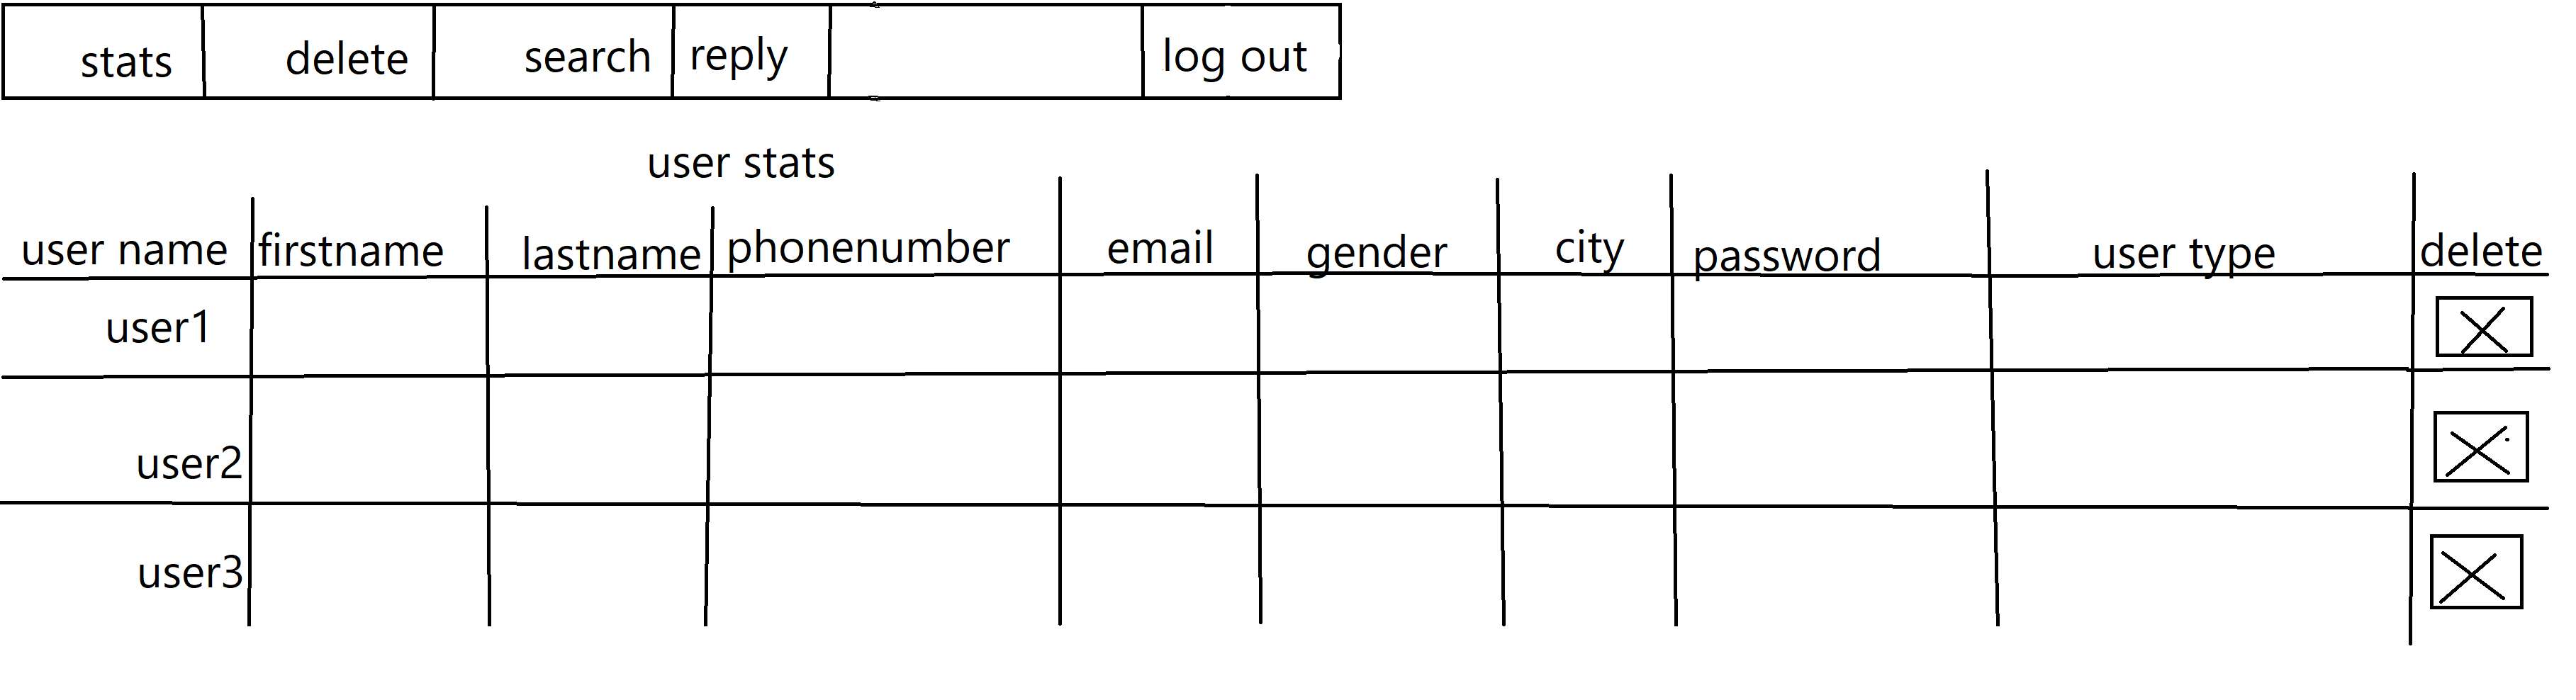 stats delete search reply log out
user stats
user name firstname lastname phonenumber email gender city password user type delete
user1
user2
user3